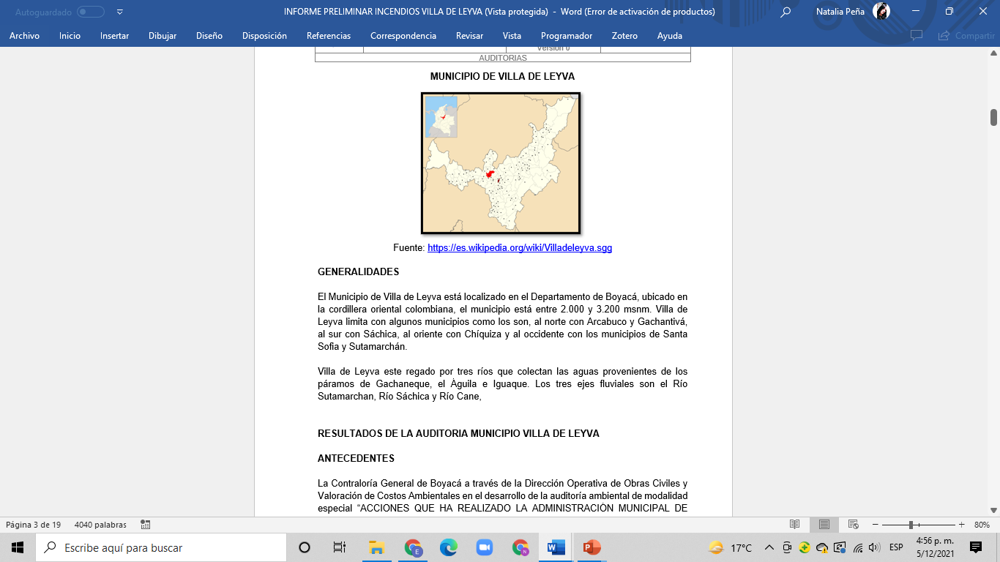 Autoguardado
INFORME PRELIMINAR INCENDIOS VILLA DE LEYVA (Vista protegida) - Word (Error de activación de productos)
Natalia Peña
Archivo Inicio Insertar Dibujar Diseño Disposición Referencias Correspondencia Revisar Vista Programador Zotero Ayuda
Compartir
Versión 0
AUDITORIAS
MUNICIPIO DE VILLA DE LEYVA
Fuente: https://es.wikipedia.org/wiki/Villadeleyva.sgg
GENERALIDADES
El Municipio de Villa de Leyva está localizado en el Departamento de Boyacá, ubicado en
la cordillera oriental colombiana, el municipio está entre 2.000 y 3.200 msnm. Villa de
Leyva limita con algunos municipios como los son, al norte con Arcabuco y Gachantivá,
al sur con Sáchica, al oriente con Chíquiza y al occidente con los municipios de Santa
Sofia y Sutamarchán.
Villa de Leyva este regado por tres ríos que colectan las aguas provenientes de los
páramos de Gachaneque, el Águila e Iguaque. Los tres ejes fluviales son el Río
Sutamarchan, Río Sáchica y Río Cane,
RESULTADOS DE LA AUDITORIA MUNICIPIO VILLA DE LEYVA
ANTECEDENTES
La Contraloría General de Boyacá a través de la Dirección Operativa de Obras Civiles y
Valoración de Costos Ambientales en el desarrollo de la auditoría ambiental de modalidad
especial “ACCIONES QUE HA REALIZADO LA ADMINISTRACIÓN MUNICIPAL DE
Página 3 de 19 4040 palabras
80%
Escribe aquí para buscar
17°C
ESP
4:56 p. m.
5/12/2021